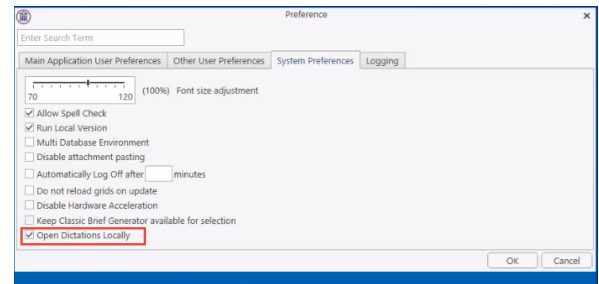 Preference
Enter Search Term
Main Application User Preferences Other User Preferences System Preferences Logging
70 120 (100%) Font size adjustment
Allow Spell Check
Run Local Version
Multi Database Environment
Disable attachment pasting
Automatically Log Off after minutes
Do not reload grids on update
Disable Hardware Acceleration
Keep Classic Brief Generator available for selection
Open Dictations Locally
OK Cancel